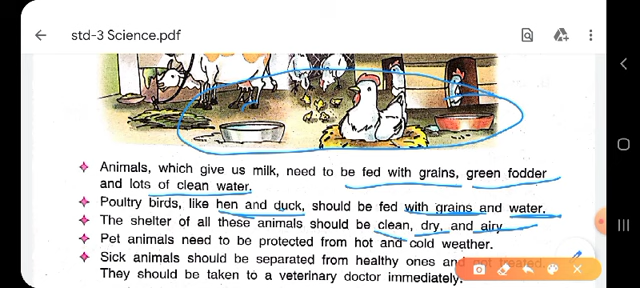 std-3 Science.pdf
✧ Animals, which give us milk, need to be fed with grains, green fodder
and lots of clean water.
✧ Poultry birds, like hen and duck, should be fed with grains and water.
✧ The shelter of all these animals should be clean, dry, and airy
✧ Pet animals need to be protected from hot and cold weather.
✧ Sick animals should be separated from healthy ones and get treated.
They should be taken to a veterinary doctor immediately.